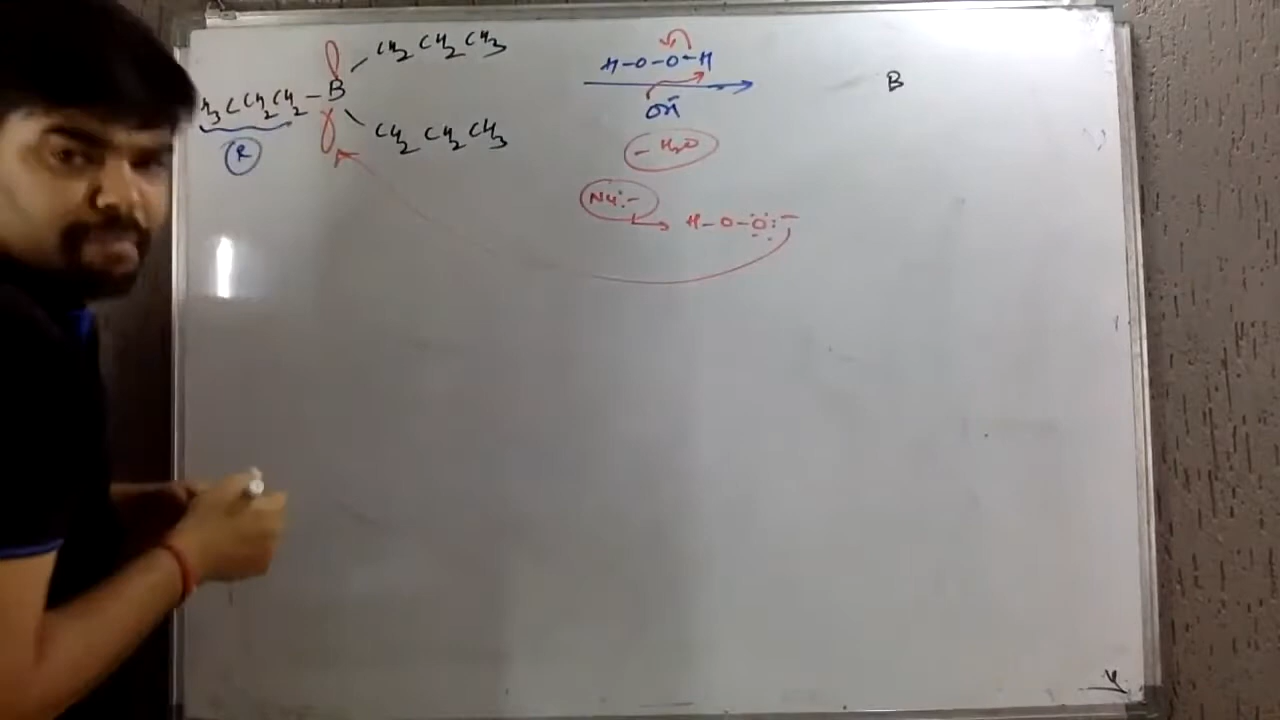 CH2 CH2 CH3
H3C CH2 CH2 - B
CH2 CH2 CH3
R
H-O-O-H
OH-
- H2O
Nu:-
H-O-O:-
B